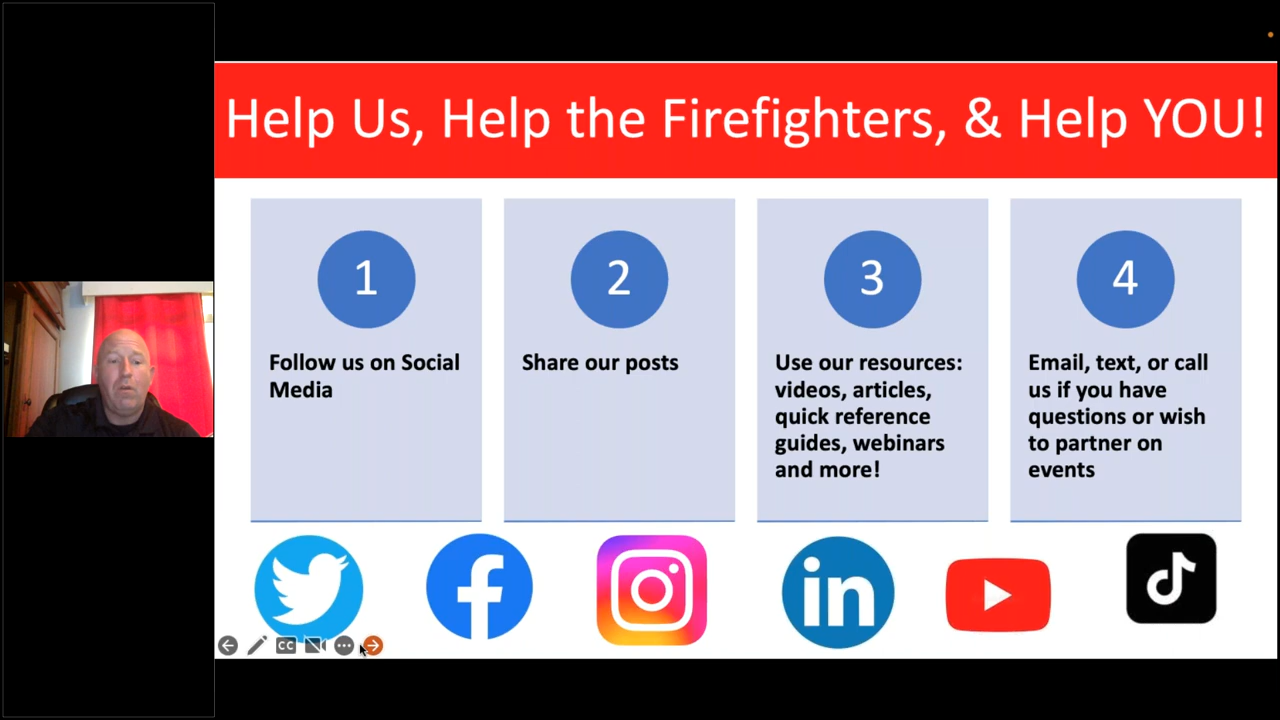 Help Us, Help the Firefighters, & Help YOU!
1
Follow us on Social
Media
2
Share our posts
3
Use our resources:
videos, articles,
quick reference
guides, webinars
and more!
4
Email, text, or call
us if you have
questions or wish
to partner on
events
in
CC